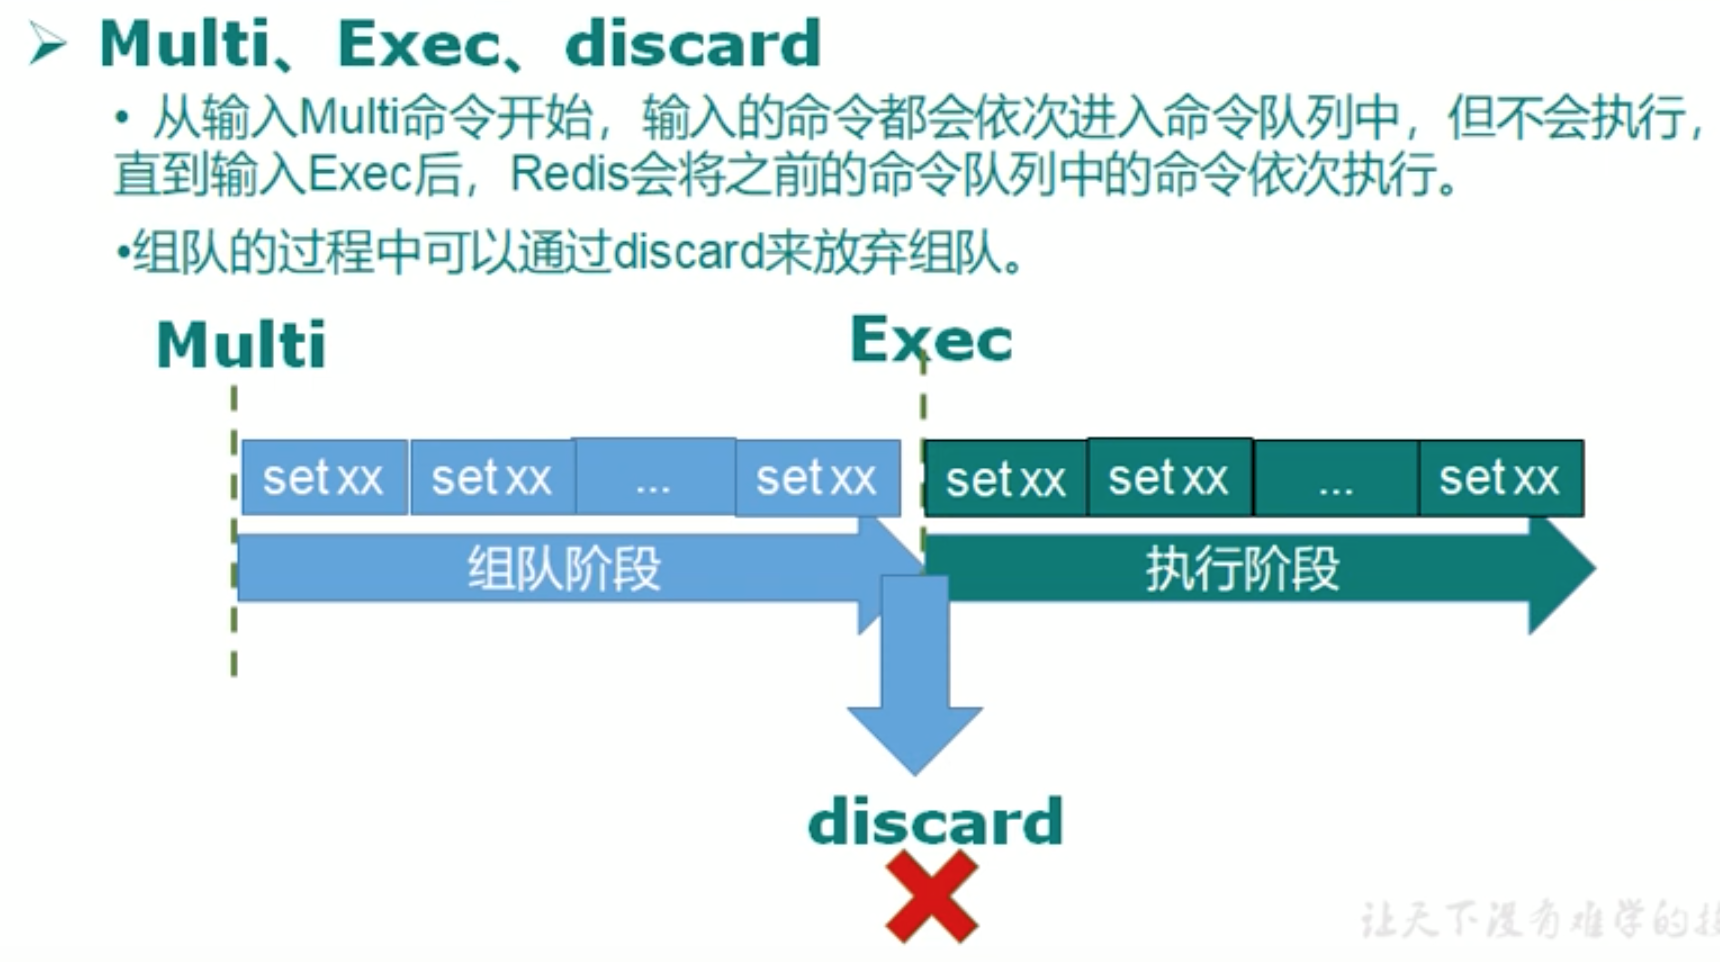 Multi、Exec、discard
• 从输入Multi命令开始，输入的命令都会依次进入命令队列中，但不会执行，
直到输入Exec后，Redis会将之前的命令队列中的命令依次执行。
•组队的过程中可以通过discard来放弃组队。
Multi
Exec
set xx set xx ... set xx set xx set xx ... set xx
组队阶段 执行阶段
discard
让天下没有难学的技